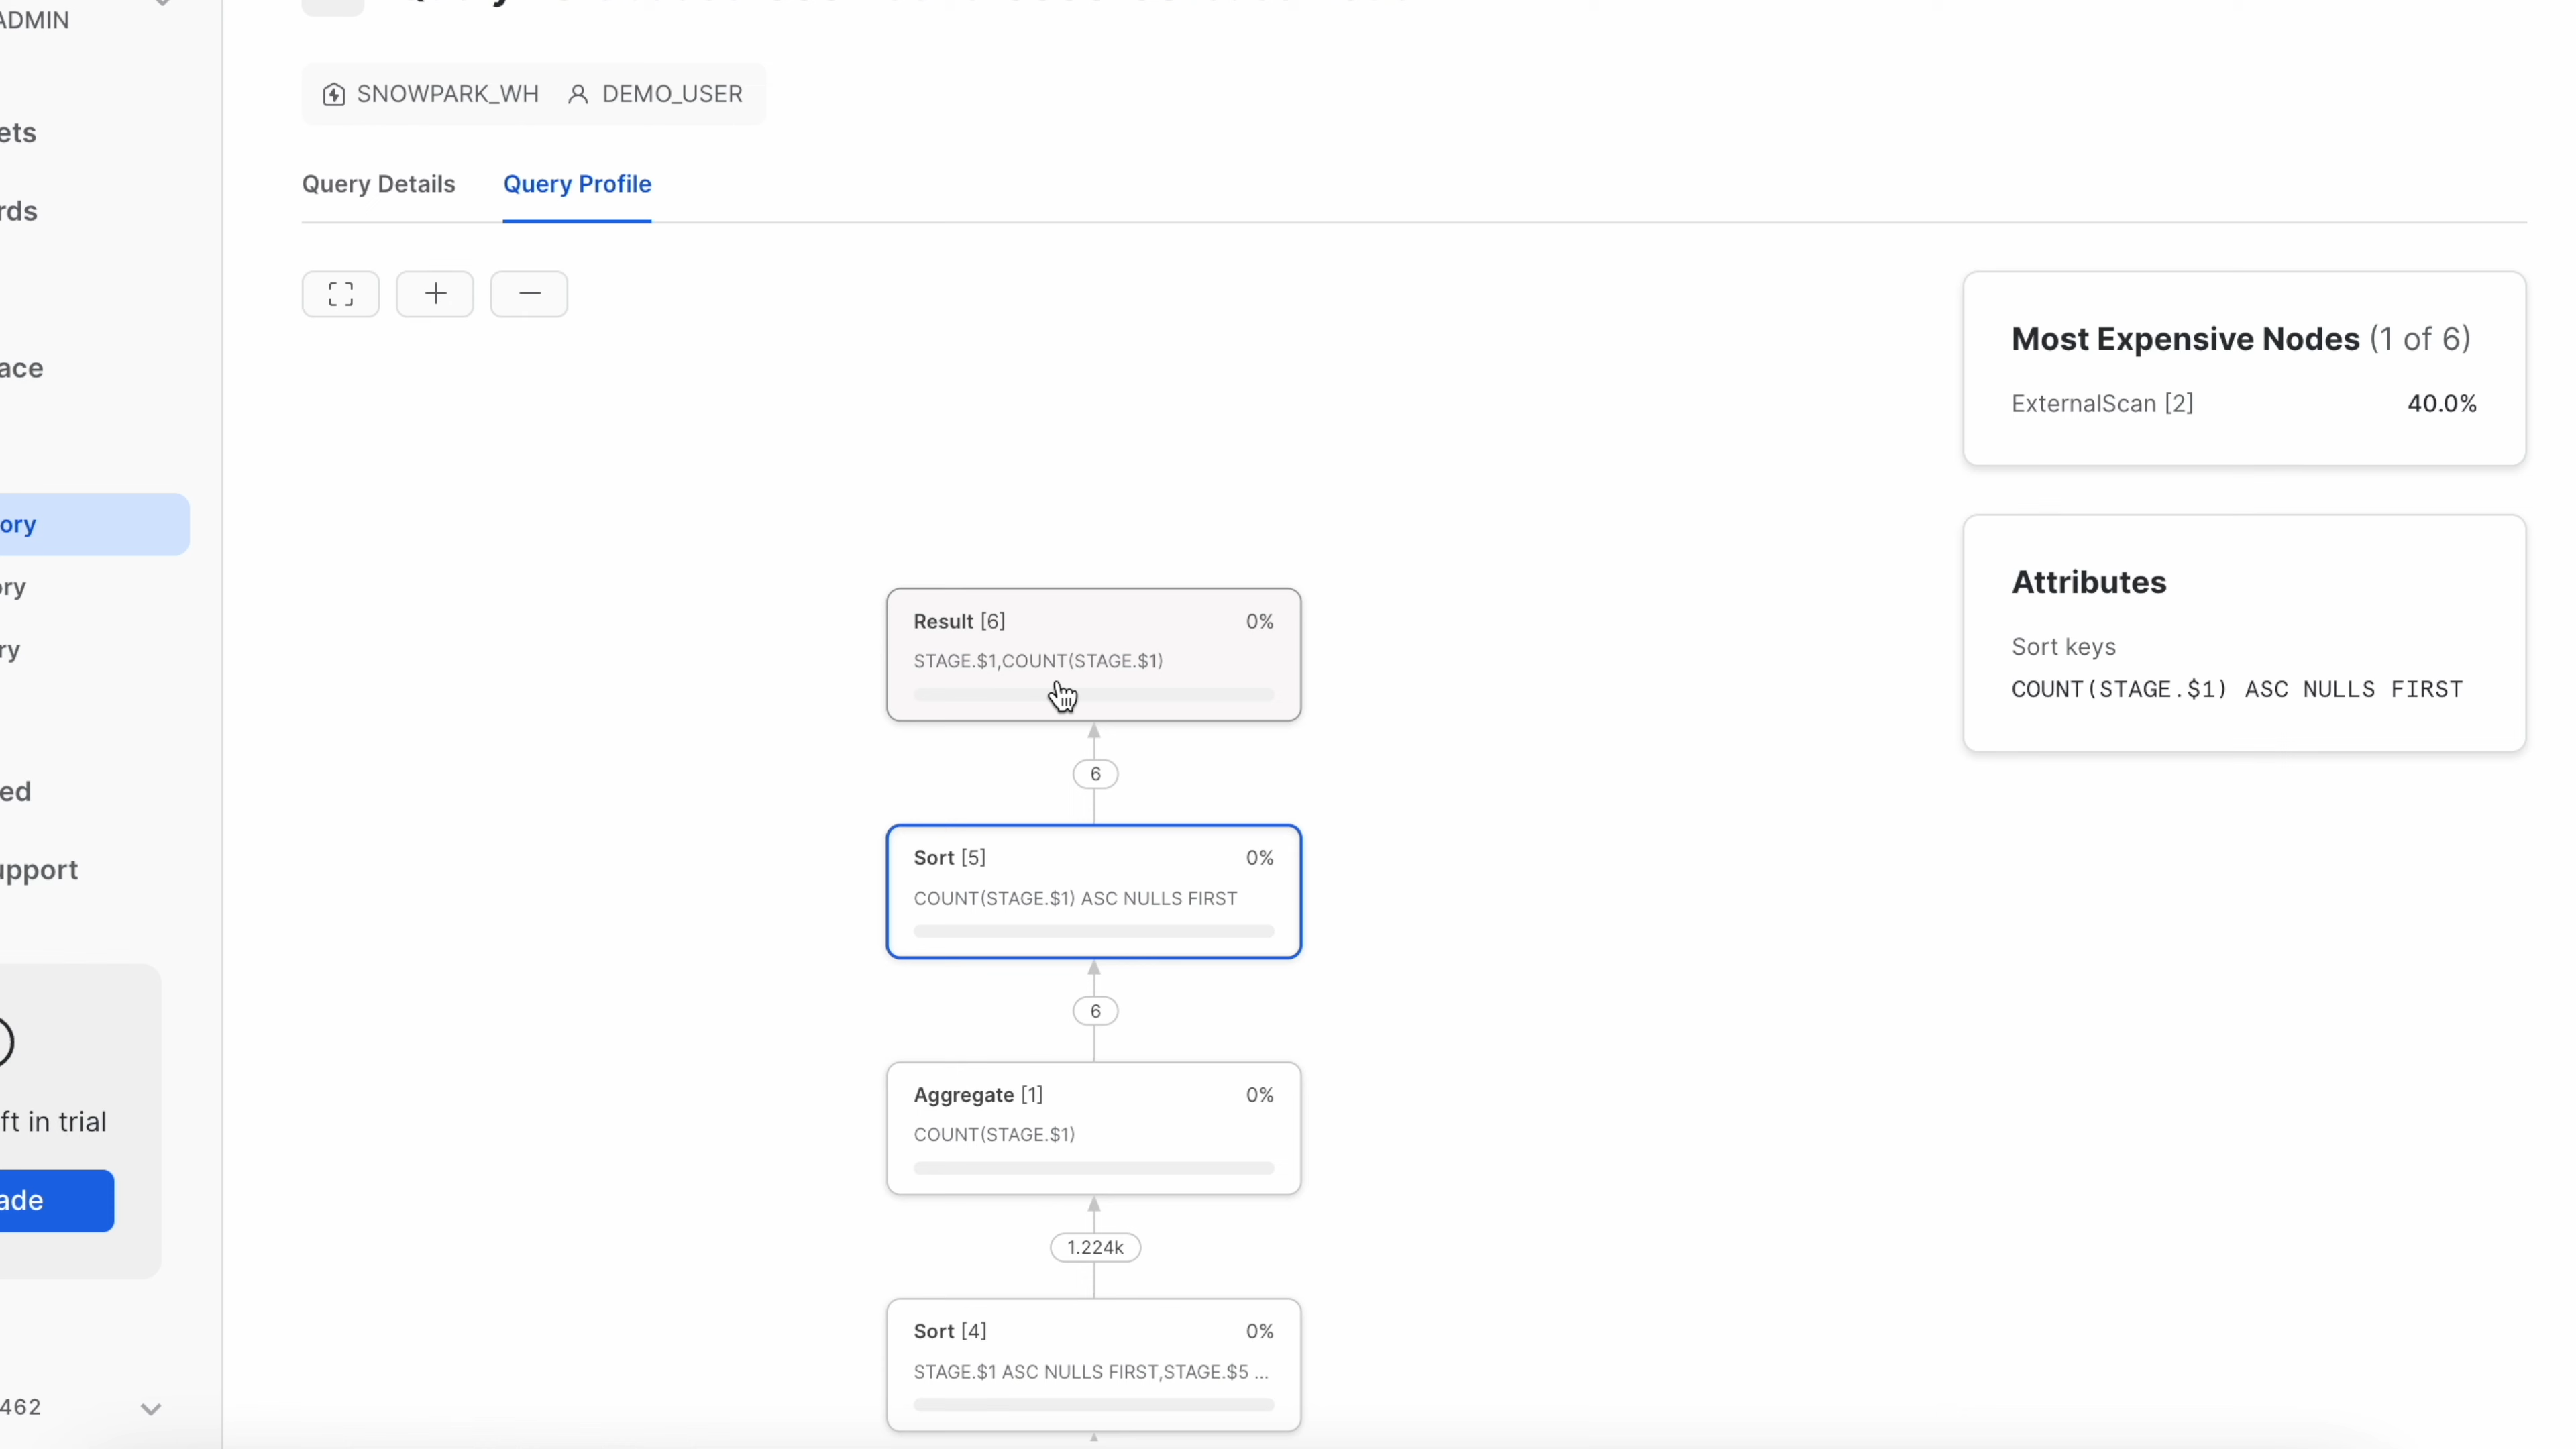 ADMIN
SNOWPARK_WH DEMO_USER
ets
Query Details Query Profile
rds
Most Expensive Nodes (1 of 6)
ace
ExternalScan [2] 40.0%
ory
Attributes
ory
Result [6] 0%
Sort keys
ry
STAGE.$1,COUNT(STAGE.$1)
COUNT(STAGE.$1) ASC NULLS FIRST
6
ed
Sort [5] 0%
upport
COUNT(STAGE.$1) ASC NULLS FIRST
6
Aggregate [1] 0%
ft in trial
COUNT(STAGE.$1)
ade
1.224k
Sort [4] 0%
STAGE.$1 ASC NULLS FIRST,STAGE.$5 ...
462